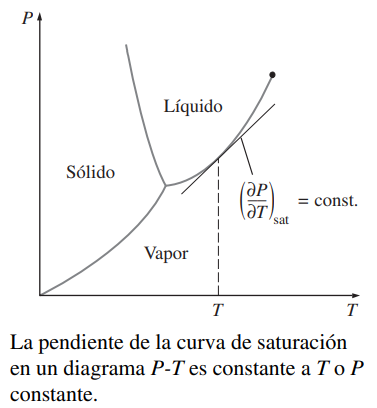 P
Líquido
Sólido
(∂P/∂T)sat = const.
Vapor
T
T
La pendiente de la curva de saturación
en un diagrama P-T es constante a T o P
constante.